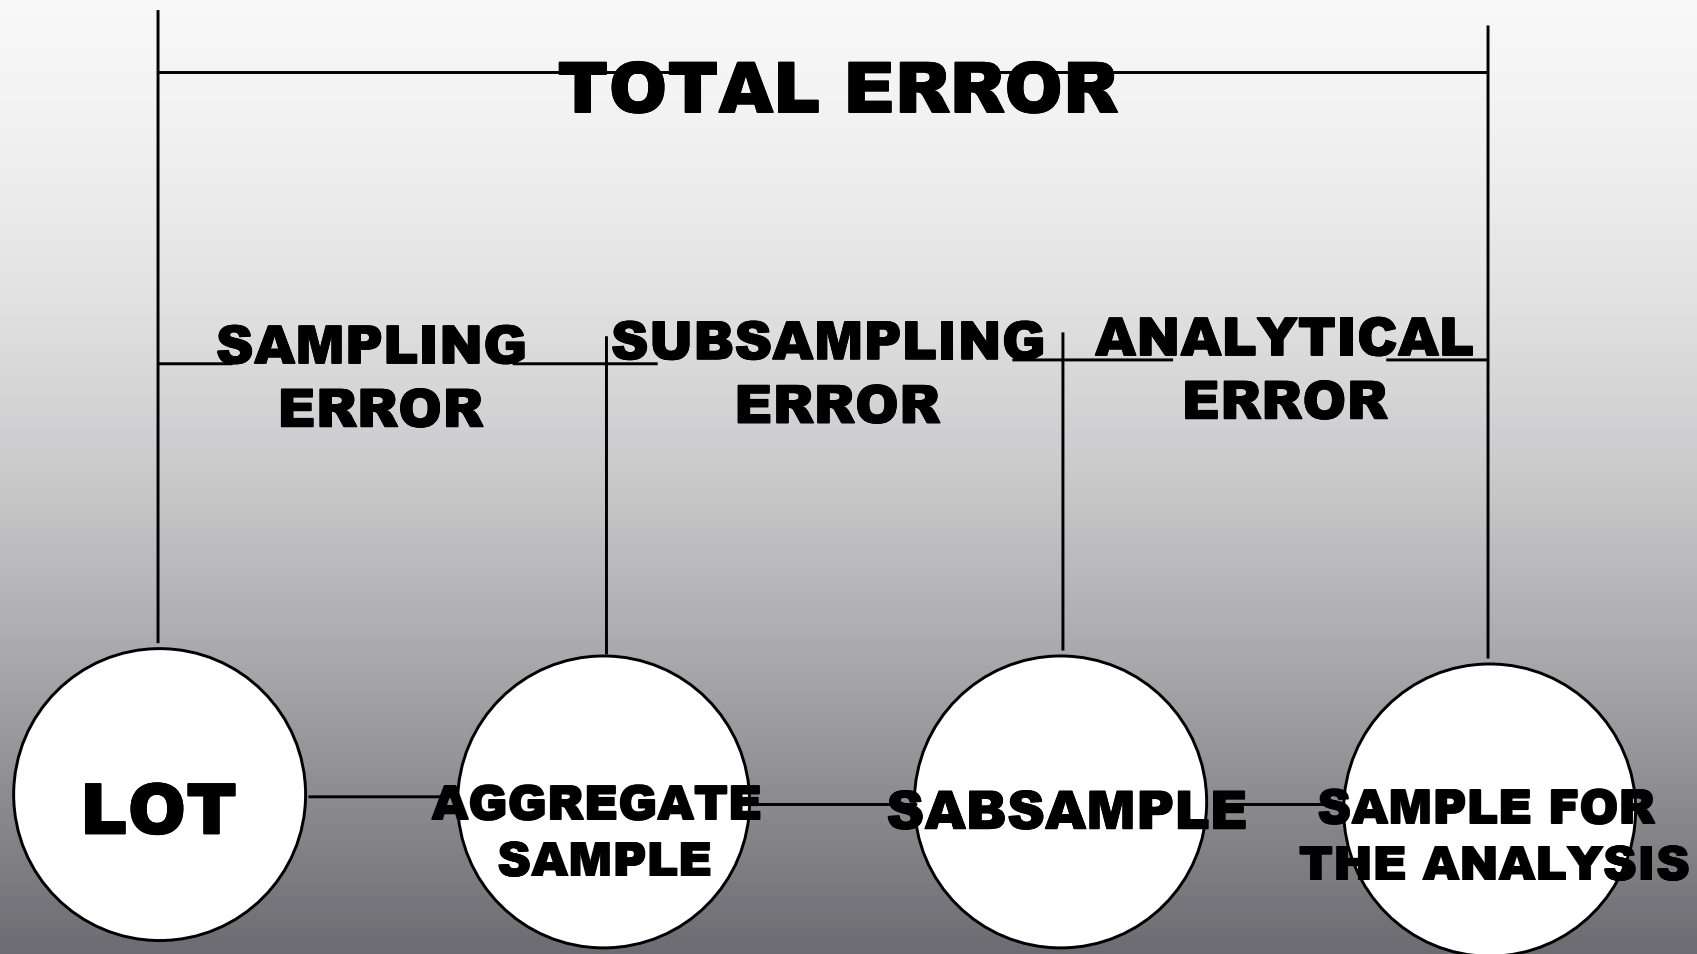 TOTAL ERROR
SAMPLING
ERROR
SUBSAMPLING
ERROR
ANALYTICAL
ERROR
LOT
AGGREGATE
SAMPLE
SABSAMPLE
SAMPLE FOR
THE ANALYSIS